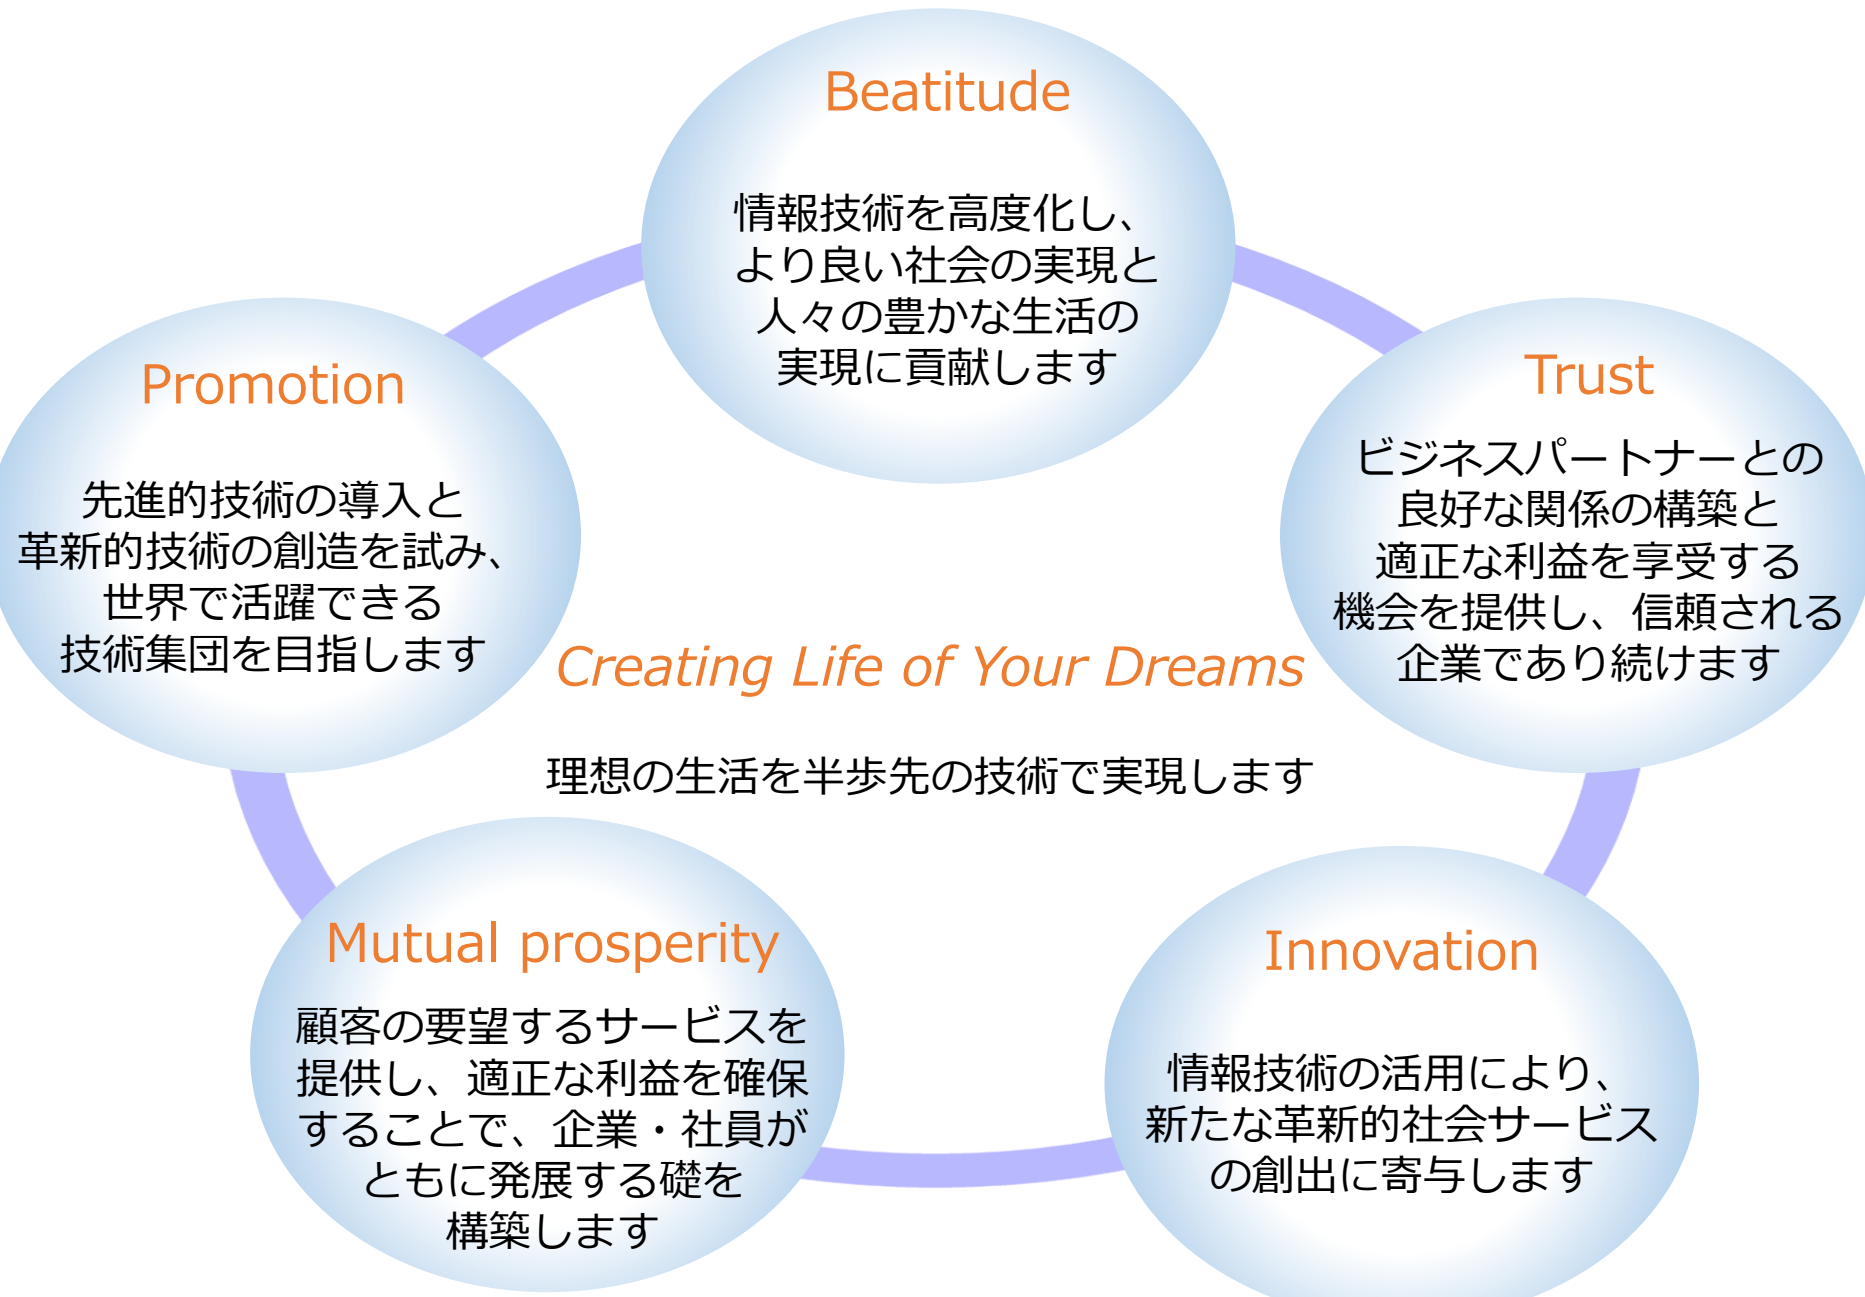 Beatitude
情報技術を高度化し、
より良い社会の実現と
人々の豊かな生活の
実現に貢献します
Promotion
先進的技術の導入と
革新的技術の創造を試み、
世界で活躍できる
技術集団を目指します
Trust
ビジネスパートナーとの
良好な関係の構築と
適正な利益を享受する
機会を提供し、信頼される
企業であり続けます
Creating Life of Your Dreams
理想の生活を半歩先の技術で実現します
Mutual prosperity
顧客の要望するサービスを
提供し、適正な利益を確保
することで、企業・社員が
ともに発展する礎を
構築します
Innovation
情報技術の活用により、
新たな革新的社会サービス
の創出に寄与します